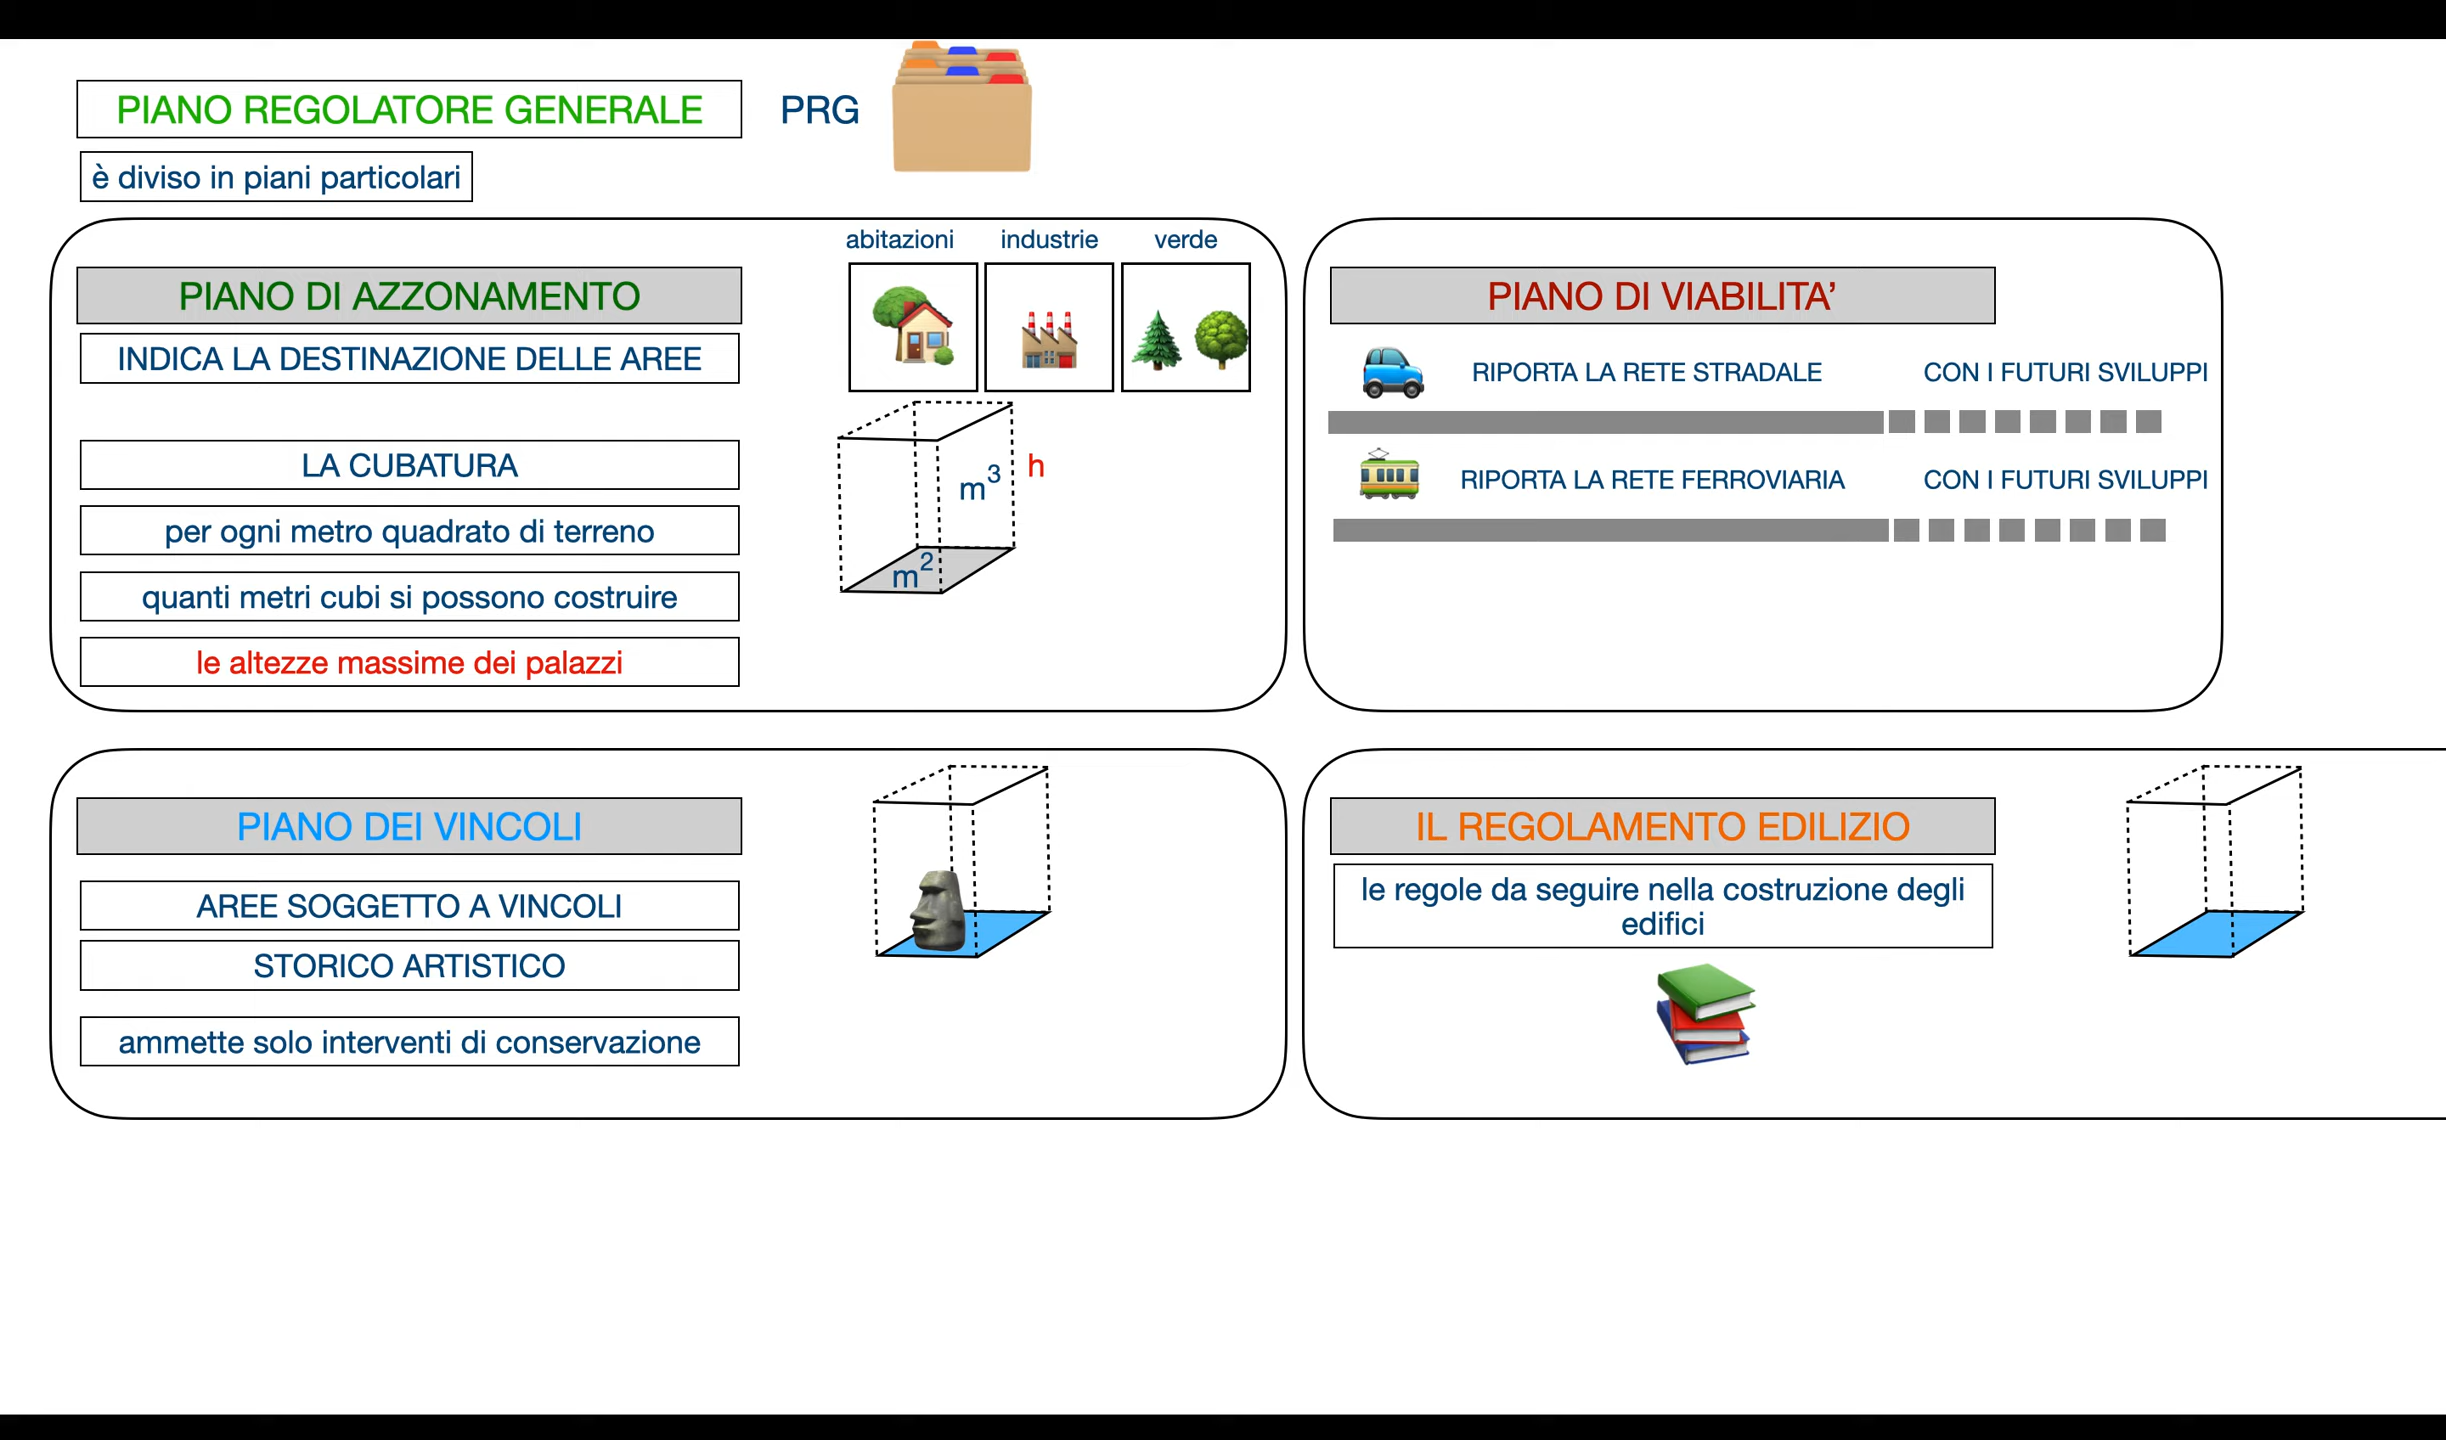 PIANO REGOLATORE GENERALE
PRG
è diviso in piani particolari
abitazioni
industrie
verde
PIANO DI AZZONAMENTO
INDICA LA DESTINAZIONE DELLE AREE
LA CUBATURA
per ogni metro quadrato di terreno
quanti metri cubi si possono costruire
le altezze massime dei palazzi
m³
h
m²
PIANO DI VIABILITA’
RIPORTA LA RETE STRADALE
CON I FUTURI SVILUPPI
RIPORTA LA RETE FERROVIARIA
CON I FUTURI SVILUPPI
PIANO DEI VINCOLI
AREE SOGGETTO A VINCOLI
STORICO ARTISTICO
ammette solo interventi di conservazione
IL REGOLAMENTO EDILIZIO
le regole da seguire nella costruzione degli
edifici